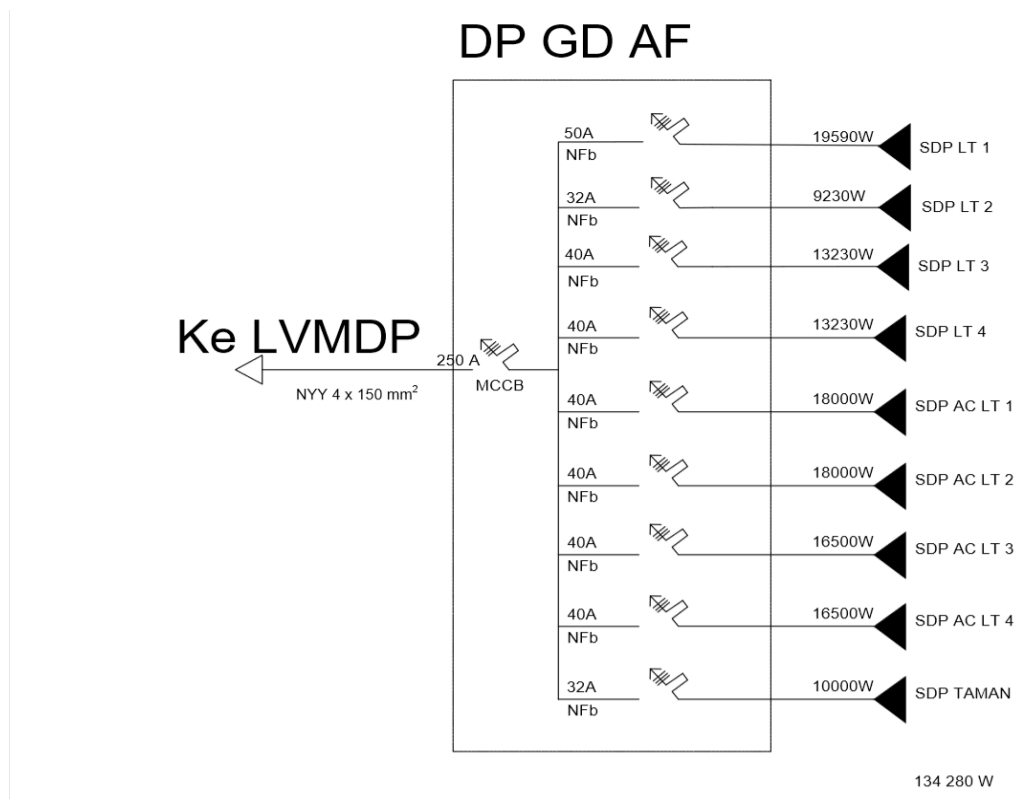 DP GD AF
50A
NFb
19590W
SDP LT 1
32A
NFb
9230W
SDP LT 2
40A
NFb
13230W
SDP LT 3
40A
NFb
13230W
SDP LT 4
Ke LVMDP
NYY 4 x 150 mm²
250 A
MCCB
40A
NFb
18000W
SDP AC LT 1
40A
NFb
18000W
SDP AC LT 2
40A
NFb
16500W
SDP AC LT 3
40A
NFb
16500W
SDP AC LT 4
32A
NFb
10000W
SDP TAMAN
134 280 W